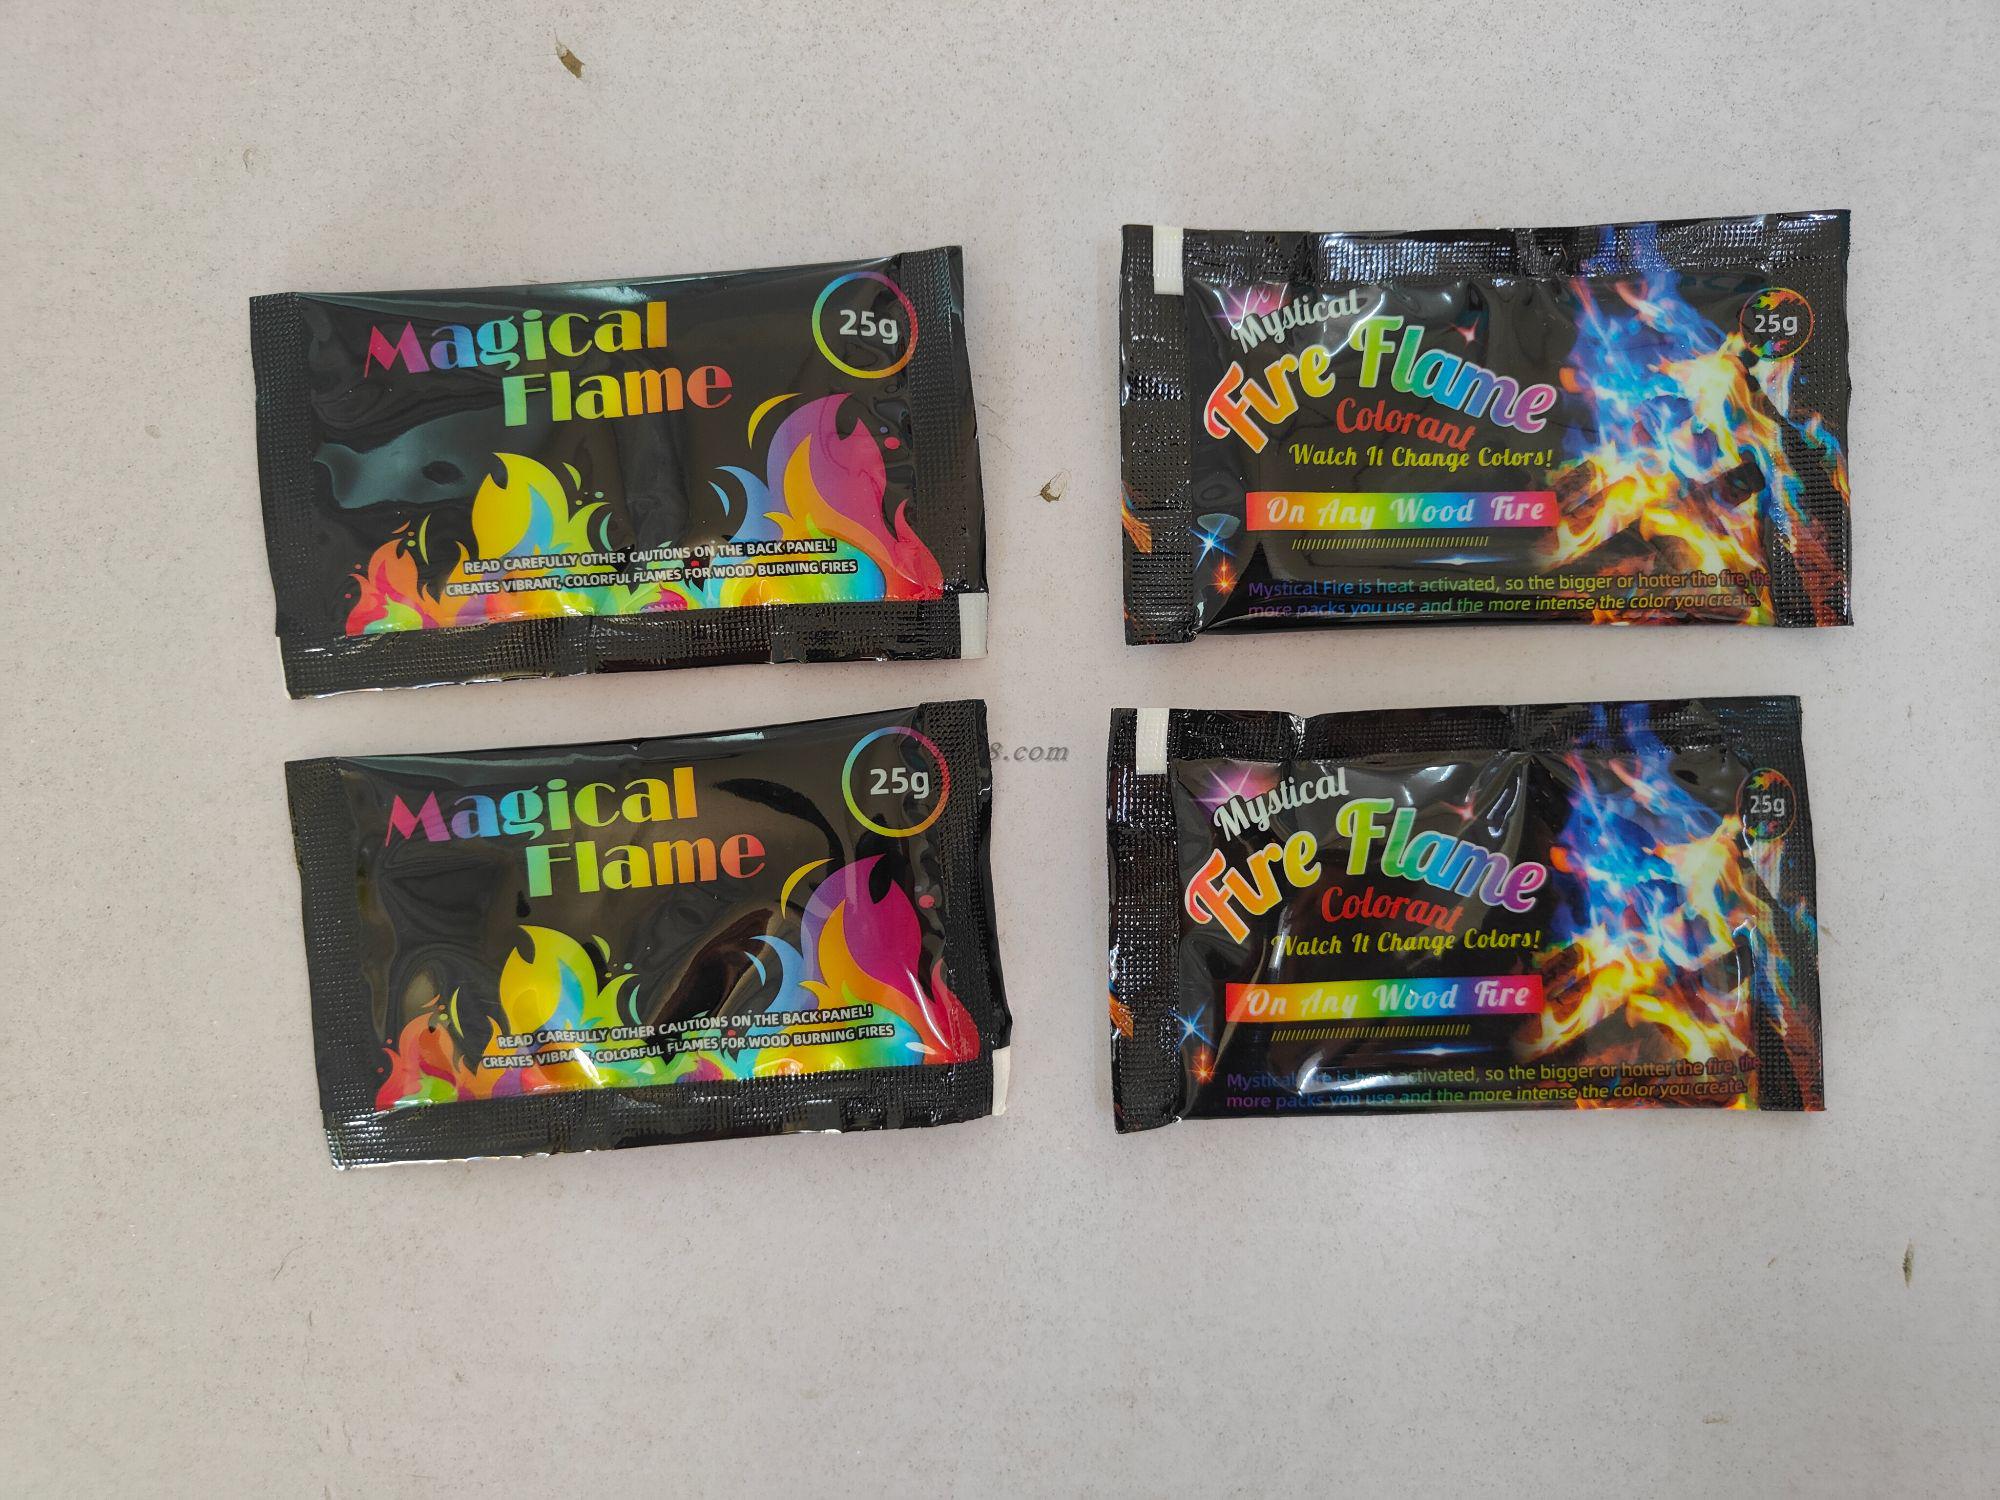 Magical
Flame
25g
READ CAREFULLY OTHER CAUTIONS ON THE BACK PANEL!
CREATES VIBRANT, COLORFUL FLAMES FOR WOOD BURNING FIRES
Mystical
Fire Flame
Colorant
25g
Watch It Change Colors!
On Any Wood Fire
Mystical Fire is heat activated, so the bigger or hotter the fire, the
more packs you use and the more intense the color you create.
Magical
Flame
25g
READ CAREFULLY OTHER CAUTIONS ON THE BACK PANEL!
CREATES VIBRANT, COLORFUL FLAMES FOR WOOD BURNING FIRES
8.com
Mystical
Fire Flame
Colorant
25g
Watch It Change Colors!
On Any Wood Fire
Mystical Fire is heat activated, so the bigger or hotter the fire, the
more packs you use and the more intense the color you create.